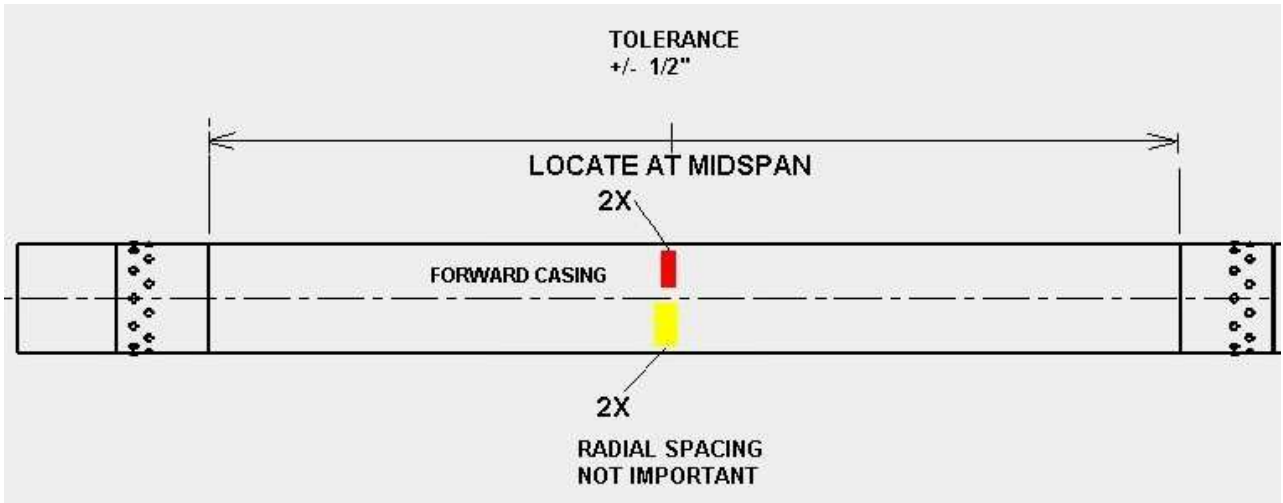 TOLERANCE
+/- 1/2"
LOCATE AT MIDSPAN
2X
FORWARD CASING
2X
RADIAL SPACING
NOT IMPORTANT